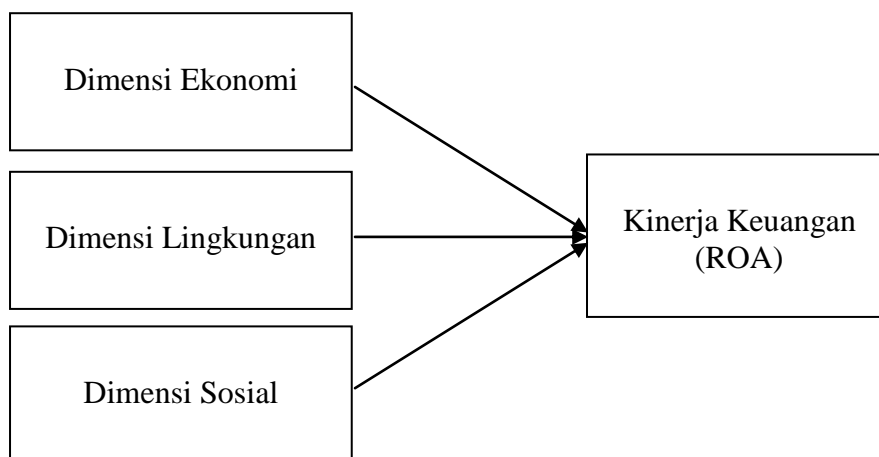 Dimensi Ekonomi
Dimensi Lingkungan
Dimensi Sosial
Kinerja Keuangan
(ROA)